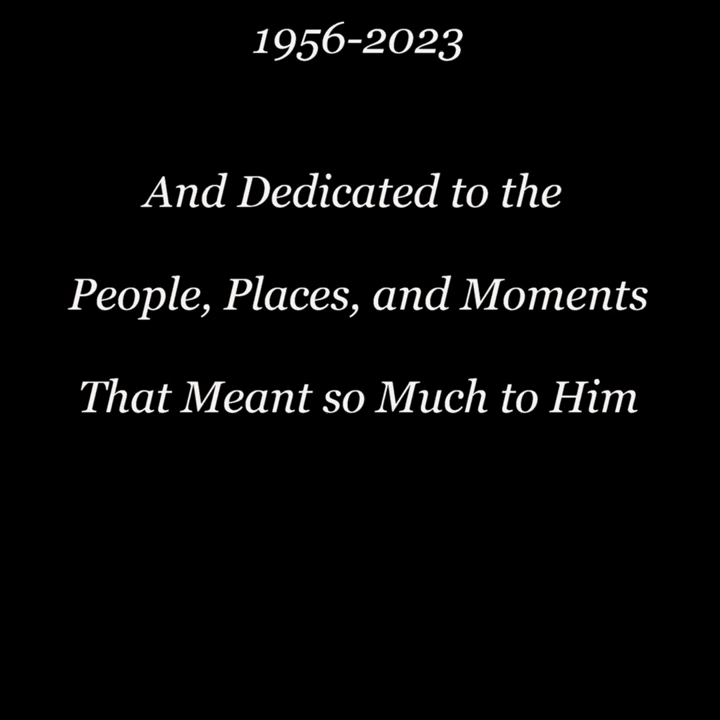 1956-2023
And Dedicated to the
People, Places, and Moments
That Meant so Much to Him